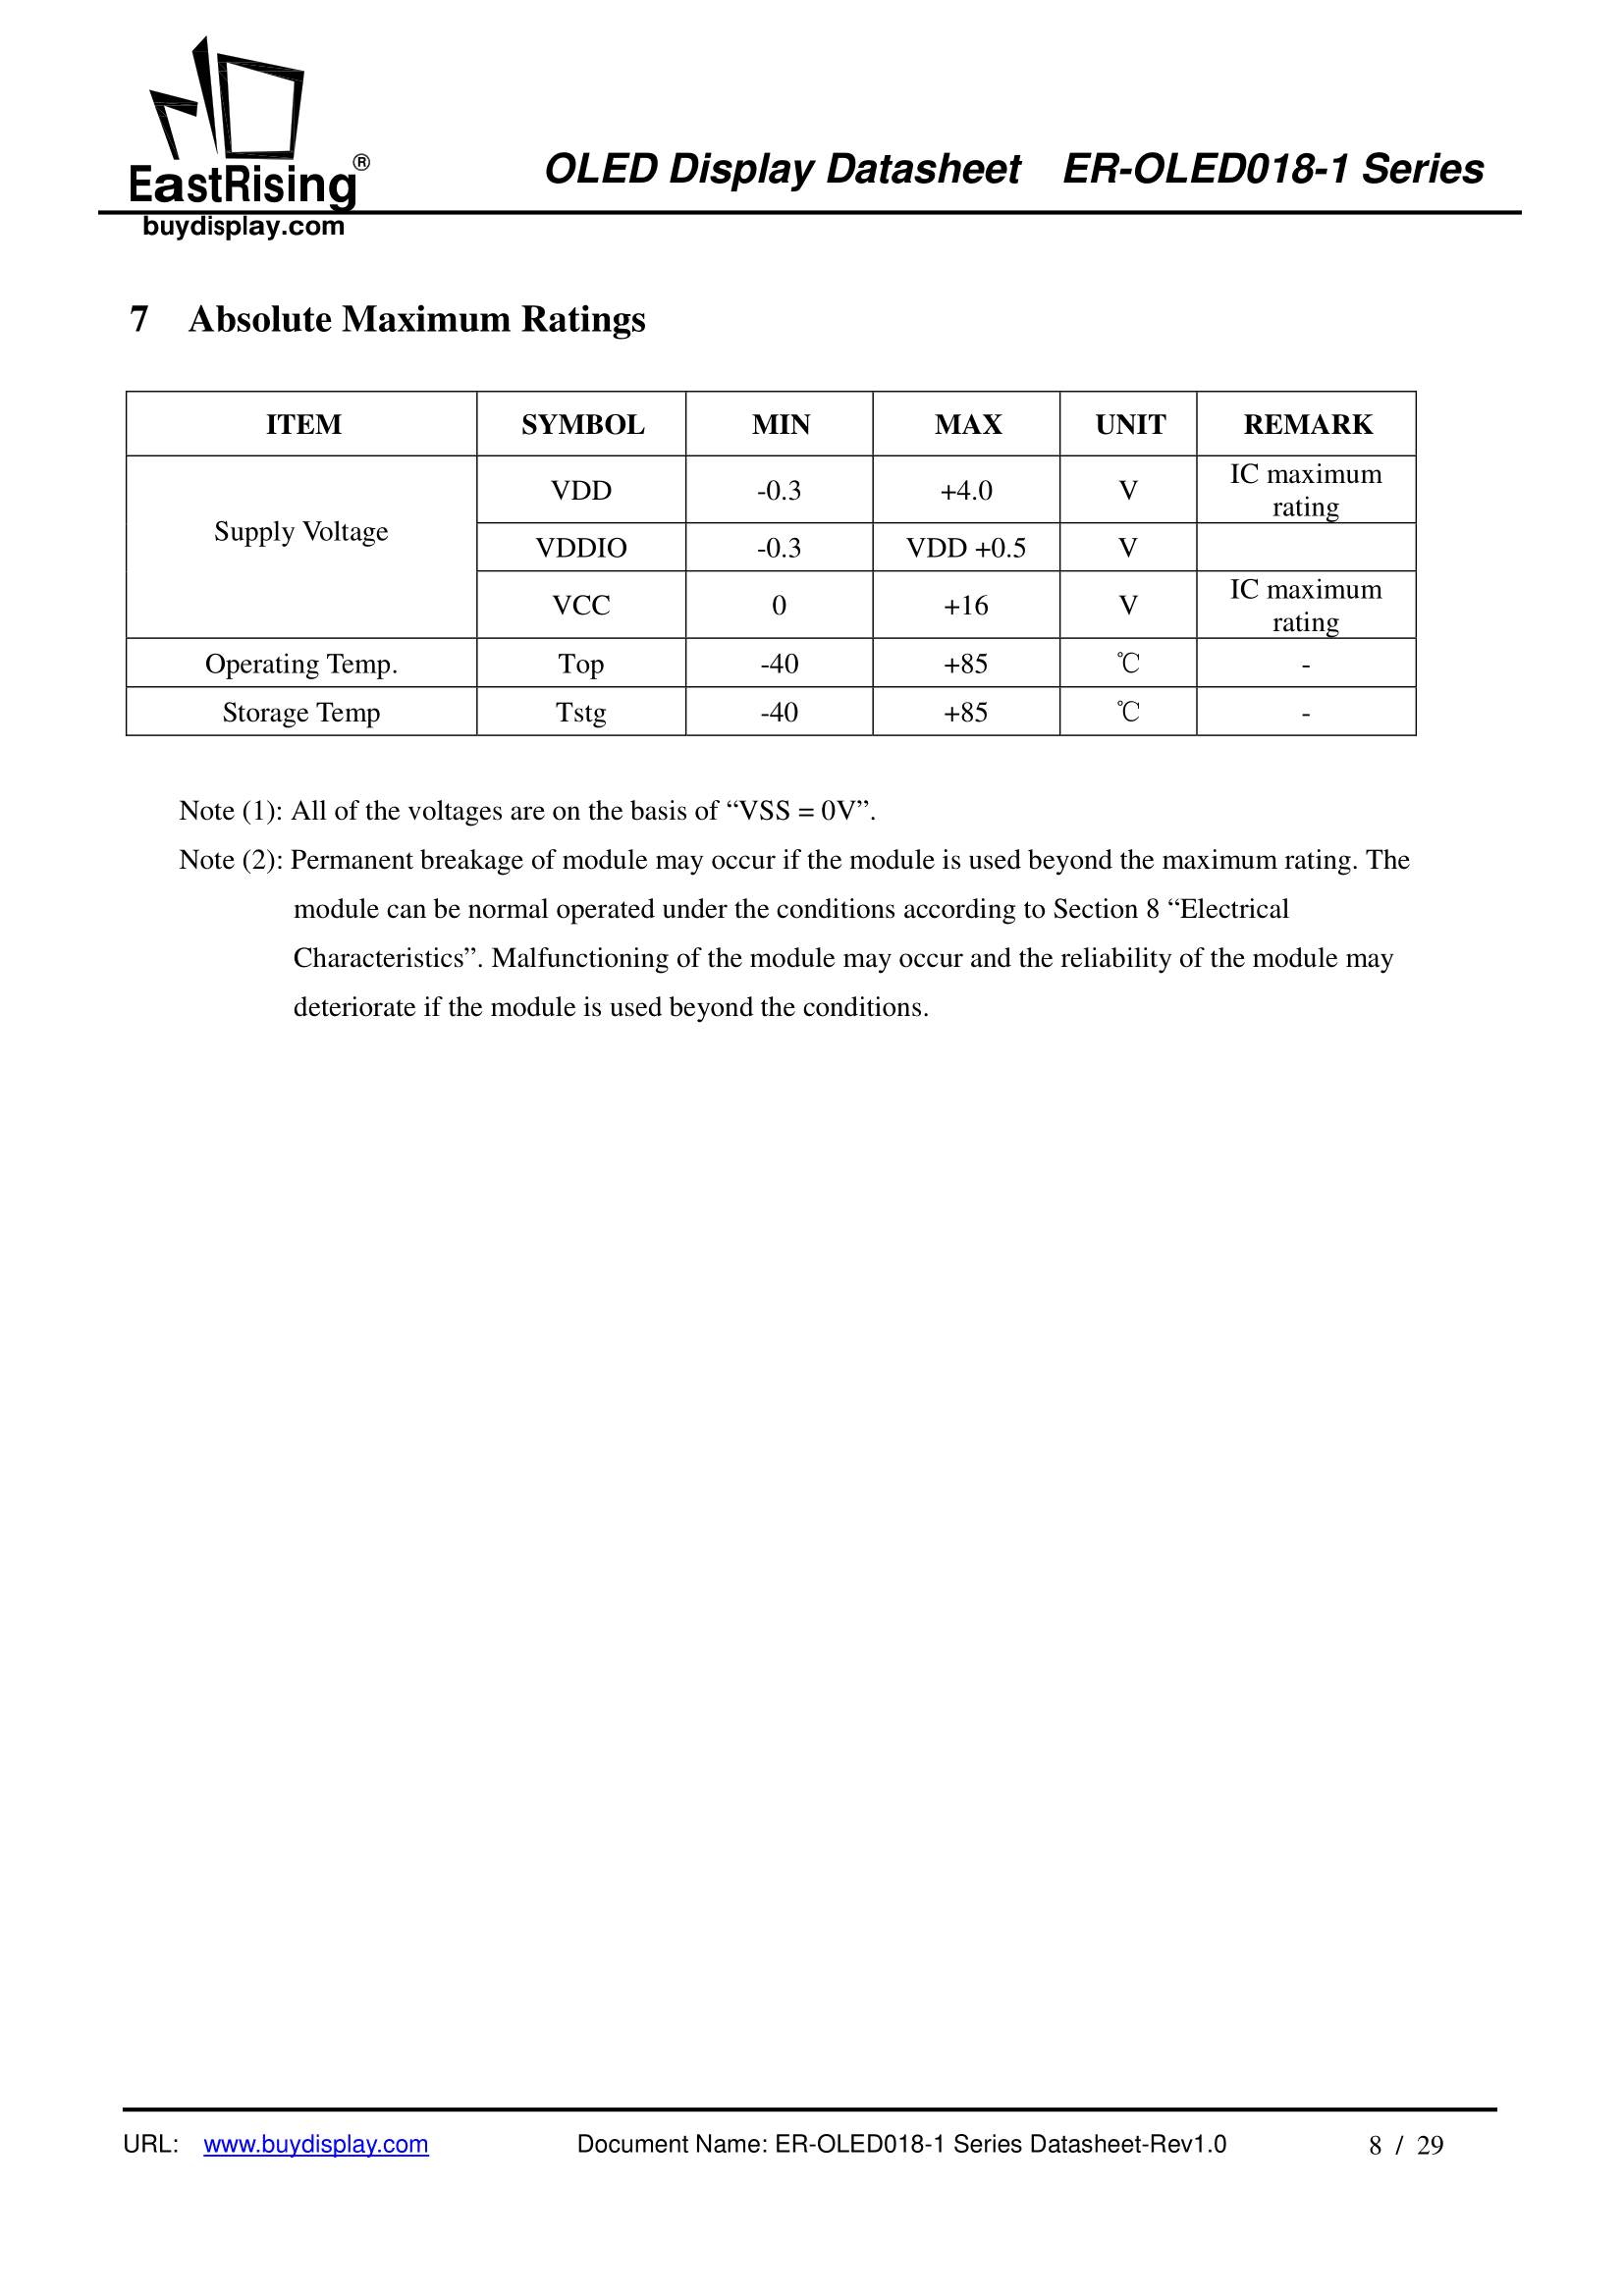 EastRising®
buydisplay.com
OLED Display Datasheet ER-OLED018-1 Series
7 Absolute Maximum Ratings
ITEM SYMBOL MIN MAX UNIT REMARK
Supply Voltage
VDD -0.3 +4.0 V IC maximum
rating
VDDIO -0.3 VDD +0.5 V
VCC 0 +16 V IC maximum
rating
Operating Temp. Top -40 +85 ℃ -
Storage Temp Tstg -40 +85 ℃ -
Note (1): All of the voltages are on the basis of “VSS = 0V”.
Note (2): Permanent breakage of module may occur if the module is used beyond the maximum rating. The
module can be normal operated under the conditions according to Section 8 “Electrical
Characteristics”. Malfunctioning of the module may occur and the reliability of the module may
deteriorate if the module is used beyond the conditions.
URL: www.buydisplay.com Document Name: ER-OLED018-1 Series Datasheet-Rev1.0 8 / 29